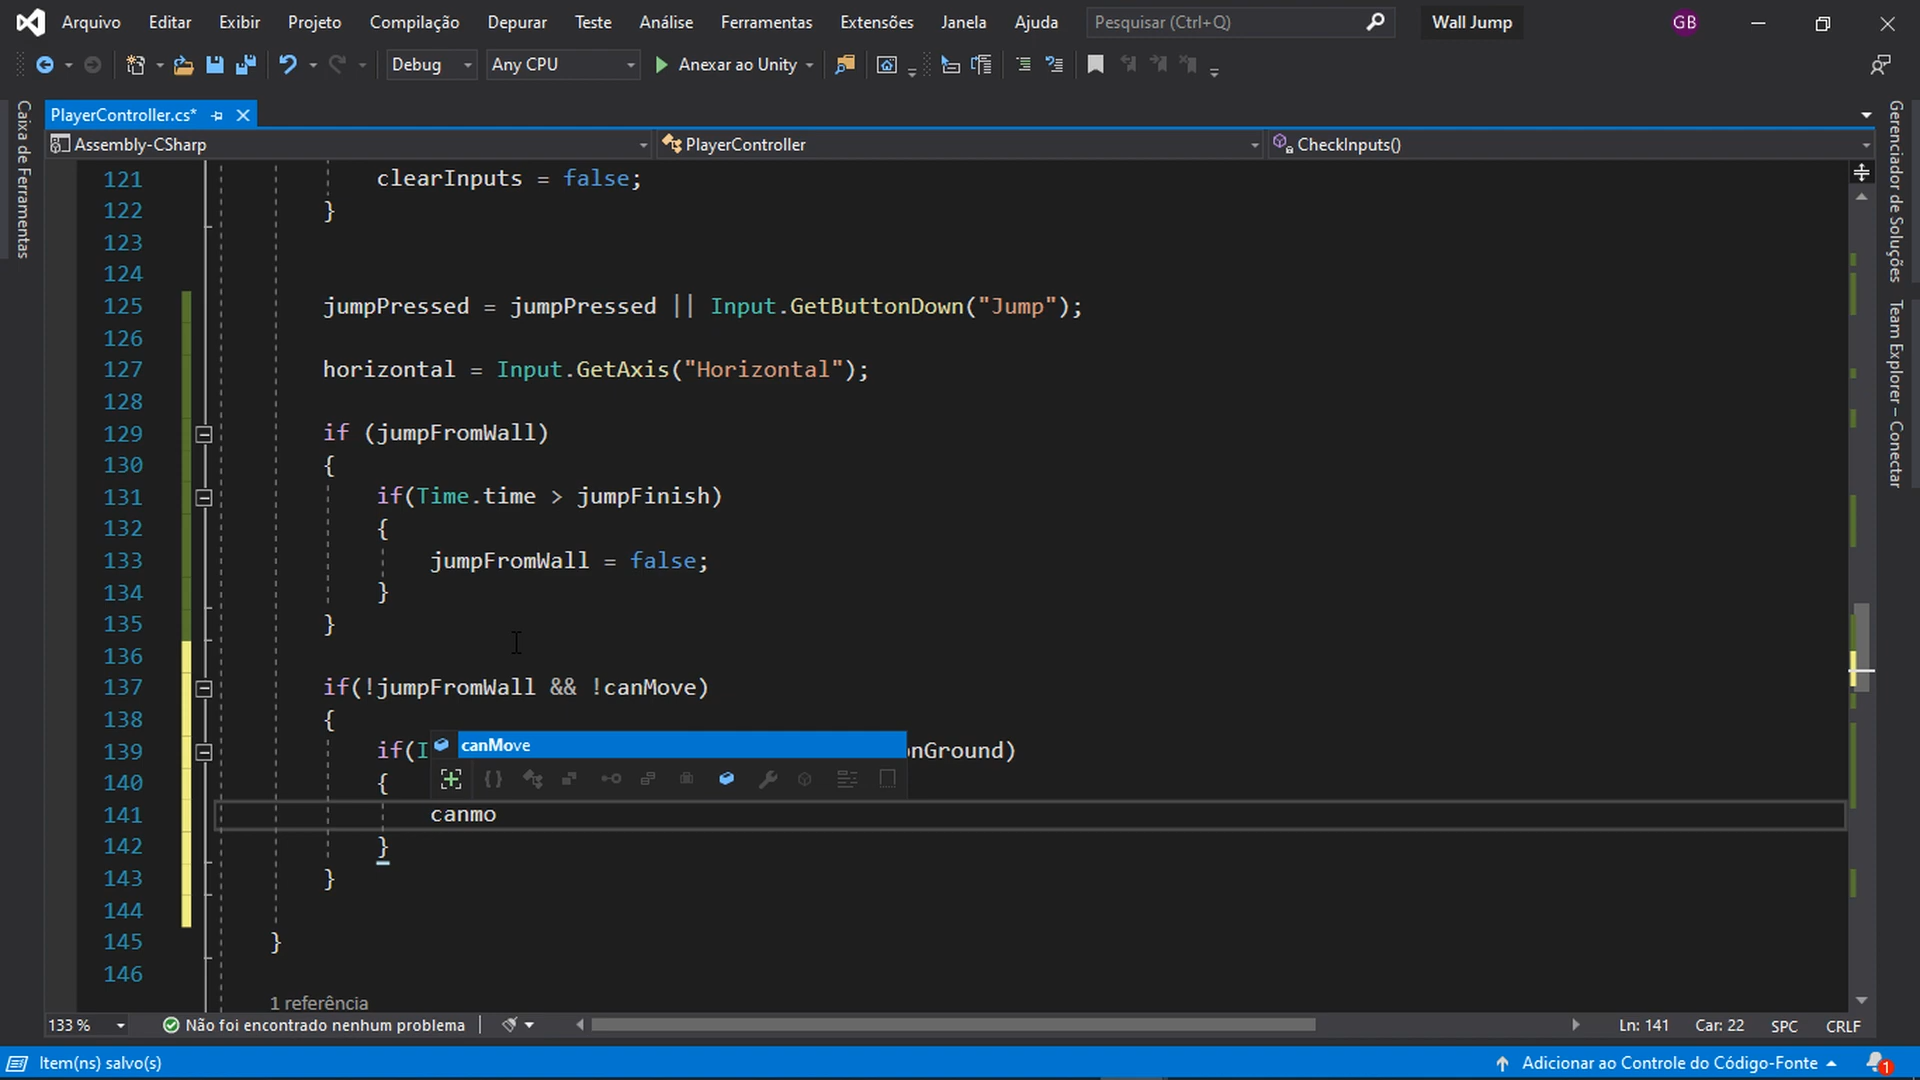 Arquivo Editar Exibir Projeto Compilação Depurar Teste Análise Ferramentas Extensões Janela Ajuda Pesquisar (Ctrl+Q) Wall Jump GB
Debug Any CPU Anexar ao Unity
Caixa de Ferramentas
PlayerController.cs*
Assembly-CSharp PlayerController CheckInputs()
121 clearInputs = false;
122 }
123
124
125 jumpPressed = jumpPressed || Input.GetButtonDown("Jump");
126
127 horizontal = Input.GetAxis("Horizontal");
128
129 if (jumpFromWall)
130 {
131 if(Time.time > jumpFinish)
132 {
133 jumpFromWall = false;
134 }
135 }
136
137 if(!jumpFromWall && !canMove)
138 {
canMove
139 if(I onGround)
140 {
141 canmo
142 }
143 }
144
145 }
146
1 referência
Gerenciador de Soluções
Team Explorer – Conectar
133 % Não foi encontrado nenhum problema Ln: 141 Car: 22 SPC CRLF
Item(ns) salvo(s) Adicionar ao Controle do Código-Fonte 1